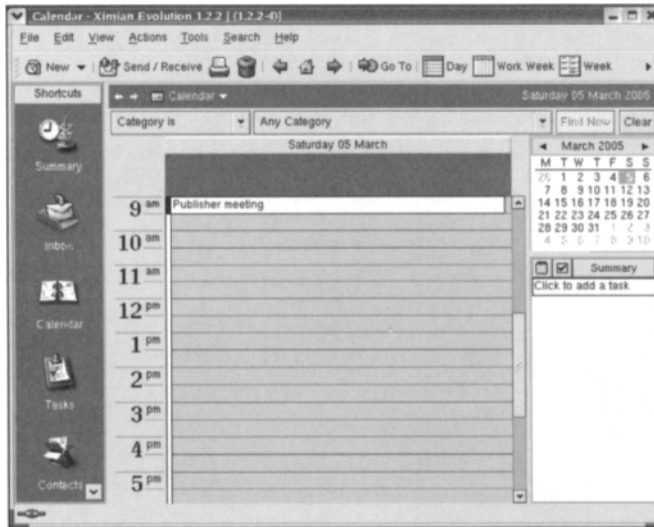 Calendar - Ximian Evolution 1.2.2 [ (1.2.2-4)]
File Edit View Actions Tools Search Help
New Send / Receive Go To Day Work Week Week
Shortcuts
Calendar
Saturday 05 March 2005
Category is Any Category Find Now Clear
Saturday 05 March
Summary
Inbox
Calendar
Tasks
Contacts
9 am Publisher meeting
10 am
11 am
12 pm
1 pm
2 pm
3 pm
4 pm
5 pm
March 2005
M T W T F S S
1 2 3 4 5 6
7 8 9 10 11 12 13
14 15 16 17 18 19 20
21 22 23 24 25 26 27
28 29 30 31 1 2 3
4 5 6 7 8 9 10
Summary
Click to add a task